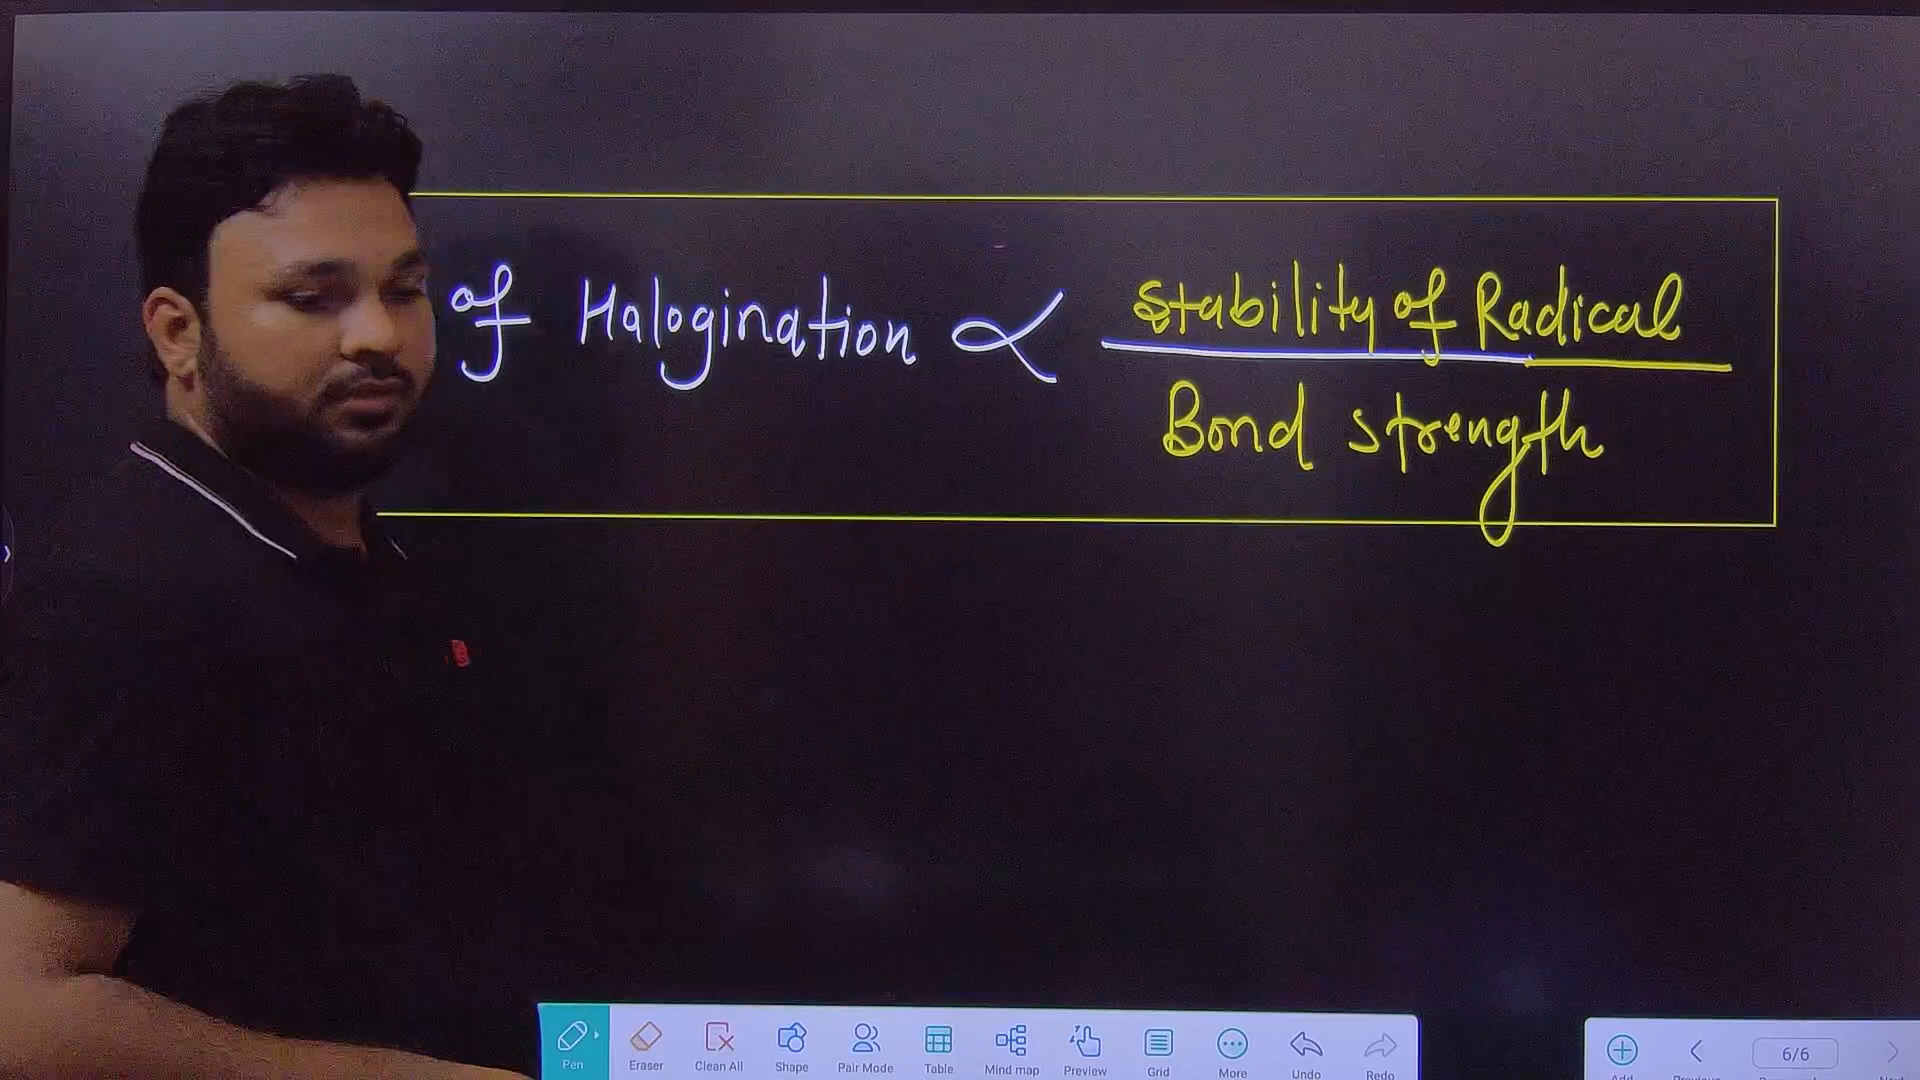 of Halogination ∝ Stability of Radical
Bond strength
Pen Eraser Clean All Shape Pair Mode Table Mind map Preview Grid More Undo Redo
6/6